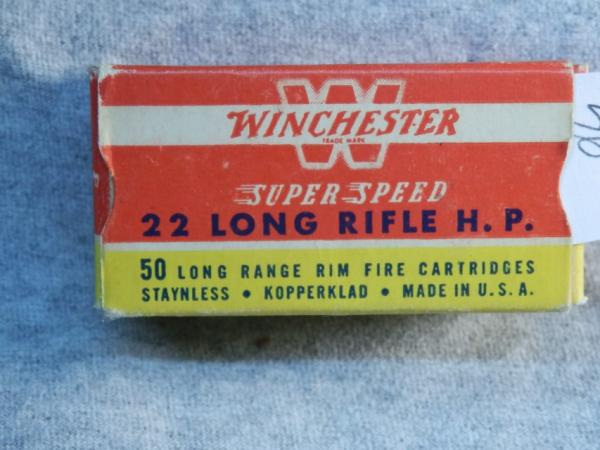 W
WINCHESTER
TRADE MARK
SUPER SPEED
22 LONG RIFLE H. P.
50 LONG RANGE RIM FIRE CARTRIDGES
STAYNLESS • KOPPERKLAD • MADE IN U. S. A.